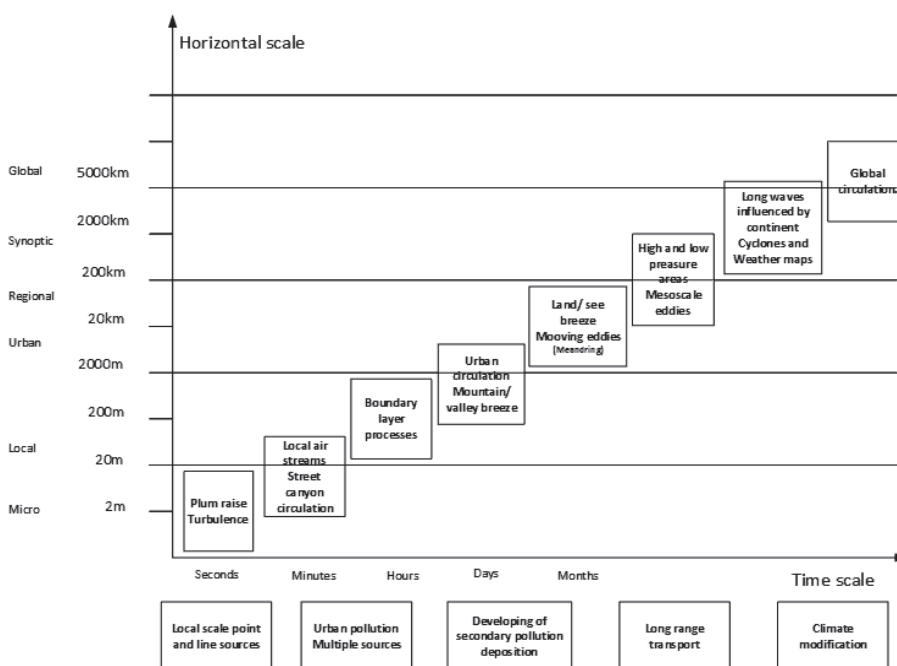 Horizontal scale
Global
5000km
2000km
Synoptic
200km
Regional
20km
Urban
2000m
200m
Local
20m
Micro
2m
Plum raise
Turbulence
Local air
streams
Street
canyon
circulation
Boundary
layer
processes
Urban
circulation
Mountain/
valley breeze
Land/ see
breeze
Mooving eddies
(Meandring)
High and low
preasure
areas
Mesoscale
eddies
Long waves
influenced by
continent
Cyclones and
Weather maps
Global
circulation
Seconds
Minutes
Hours
Days
Months
Time scale
Local scale point
and line sources
Urban pollution
Multiple sources
Developing of
secondary pollution
deposition
Long range
transport
Climate
modification